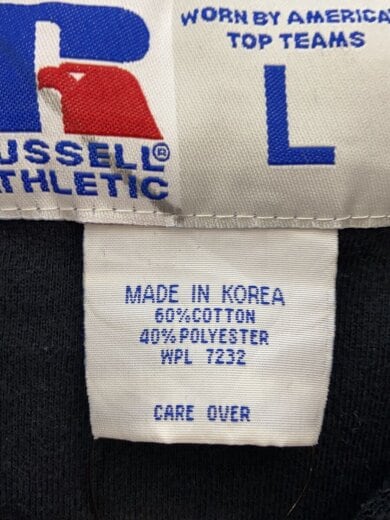 WORN BY AMERICA
TOP TEAMS
L
USSELL®
THLETIC
MADE IN KOREA
60%COTTON
40%POLYESTER
WPL 7232
CARE OVER